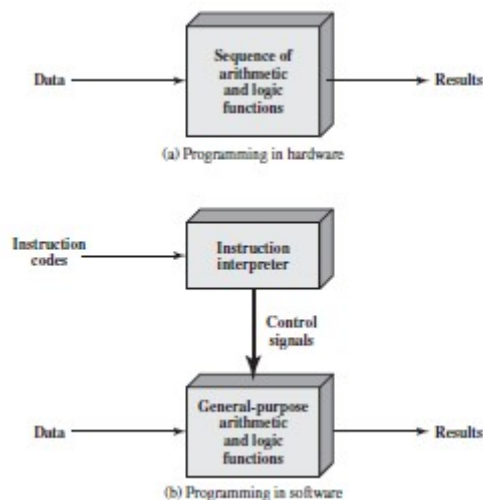 Sequence of
arithmetic
and logic
functions
Data
Results
(a) Programming in hardware
Instruction
codes
Instruction
interpreter
Control
signals
General-purpose
arithmetic
and logic
functions
Data
Results
(b) Programming in software